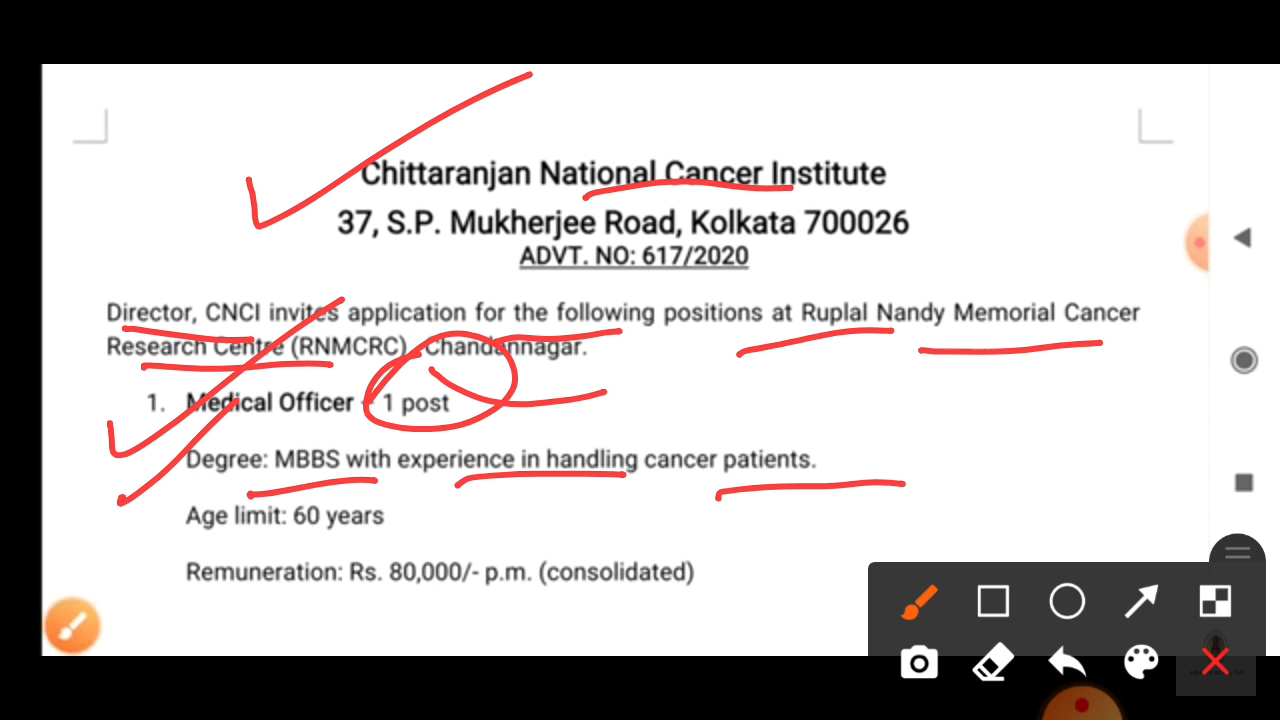 Chittaranjan National Cancer Institute
37, S.P. Mukherjee Road, Kolkata 700026
ADVT. NO: 617/2020
Director, CNCI invites application for the following positions at Ruplal Nandy Memorial Cancer
Research Centre (RNMCRC), Chandannagar.
1. Medical Officer - 1 post
Degree: MBBS with experience in handling cancer patients.
Age limit: 60 years
Remuneration: Rs. 80,000/- p.m. (consolidated)